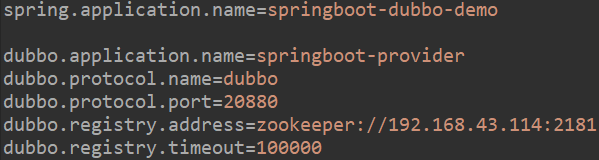 spring.application.name=springboot-dubbo-demo
dubbo.application.name=springboot-provider
dubbo.protocol.name=dubbo
dubbo.protocol.port=20880
dubbo.registry.address=zookeeper://192.168.43.114:2181
dubbo.registry.timeout=100000